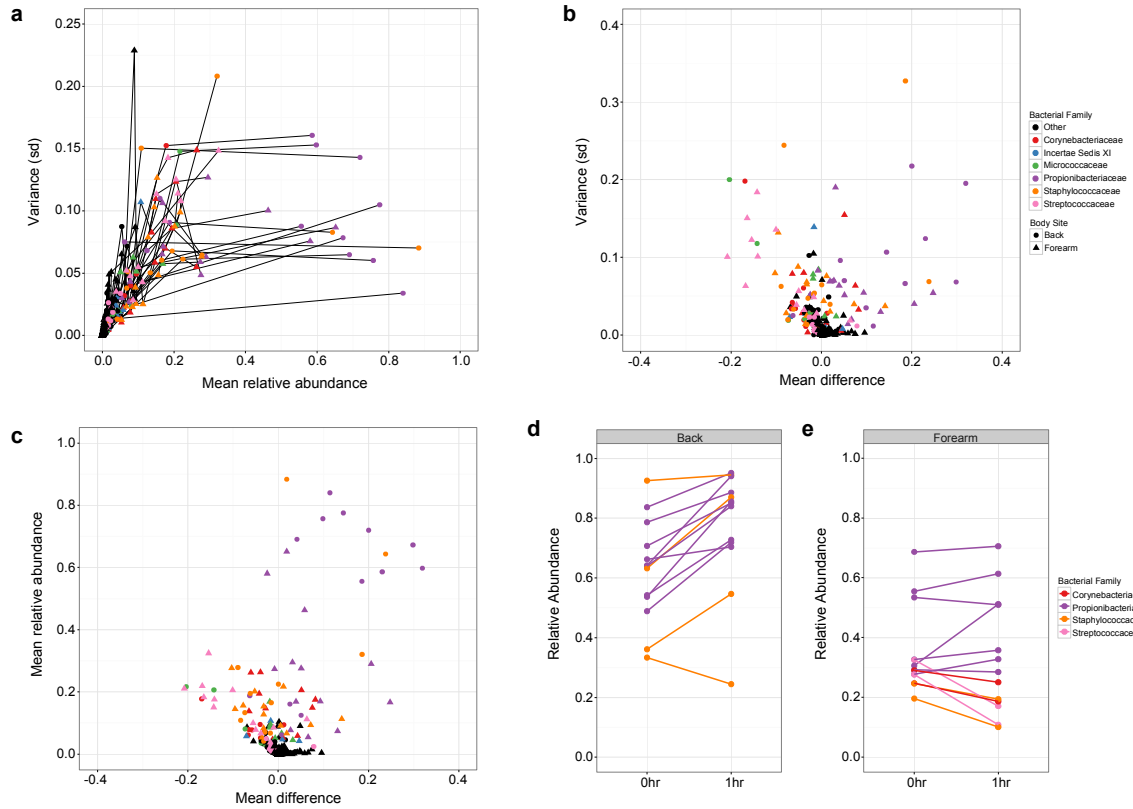 a
0.25
0.20
0.15
0.10
0.05
0.00
Variance (sd)
0.0 0.2 0.4 0.6 0.8 1.0
Mean relative abundance
b
0.4
0.3
0.2
0.1
0.0
Variance (sd)
-0.4 -0.2 0.0 0.2 0.4
Mean difference
Bacterial Family
Other
Corynebacteriaceae
Incertae Sedis XI
Micrococcaceae
Propionibacteriaceae
Staphylococcaceae
Streptococcaceae
Body Site
Back
Forearm
c
1.0
0.8
0.6
0.4
0.2
0.0
Mean relative abundance
-0.4 -0.2 0.0 0.2 0.4
Mean difference
d
Back
1.0
0.8
0.6
0.4
0.2
0.0
Relative Abundance
0hr 1hr
e
Forearm
1.0
0.8
0.6
0.4
0.2
0.0
Relative Abundance
0hr 1hr
Bacterial Family
Corynebacteria
Propionibacteri
Staphylococcac
Streptococcace